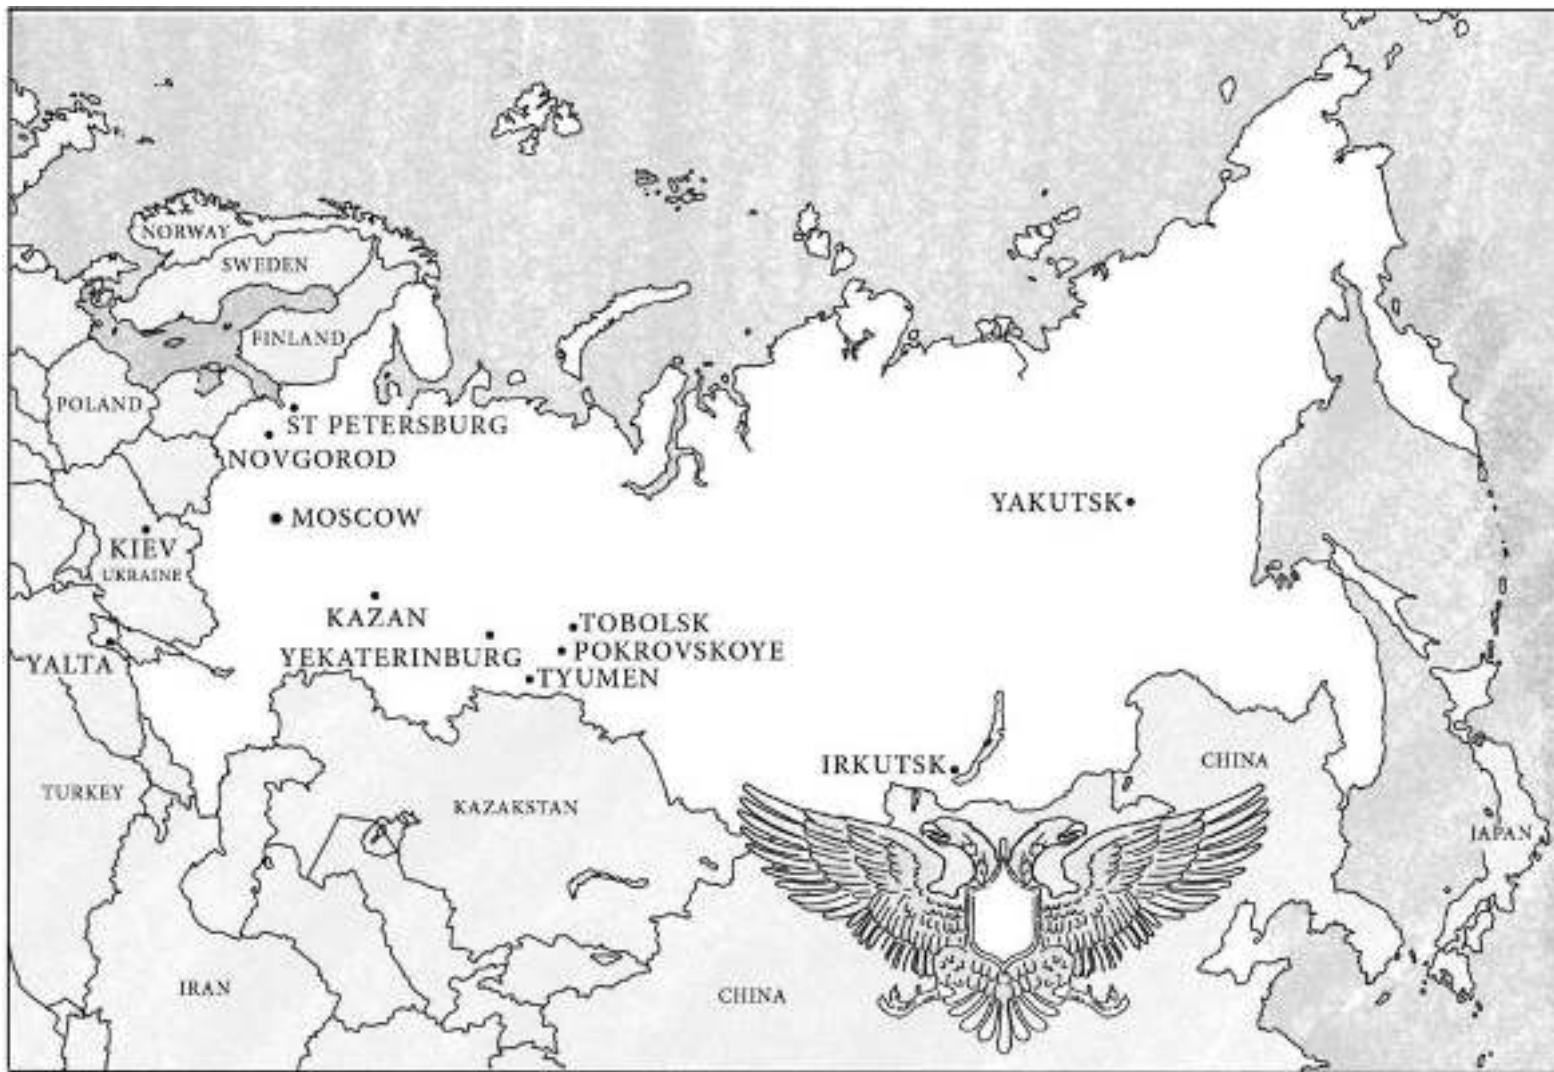 NORWAY
SWEDEN
FINLAND
POLAND
ST PETERSBURG
NOVGOROD
MOSCOW
YAKUTSK
KIEV
UKRAINE
KAZAN
TOBOLSK
YEKATERINBURG
POKROVSKOYE
YALTA
TYUMEN
IRKUTSK
CHINA
TURKEY
KAZAKSTAN
JAPAN
IRAN
CHINA